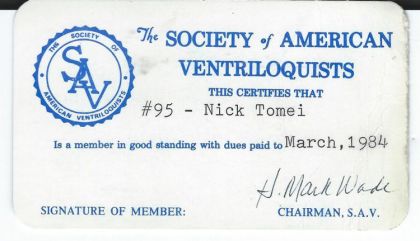 THE SOCIETY OF
SAV
AMERICAN VENTRILOQUISTS
The SOCIETY of AMERICAN
VENTRILOQUISTS
THIS CERTIFIES THAT
#95 - Nick Tomei
Is a member in good standing with dues paid to March, 1984
H. Mark Wade
SIGNATURE OF MEMBER: CHAIRMAN, S.A.V.